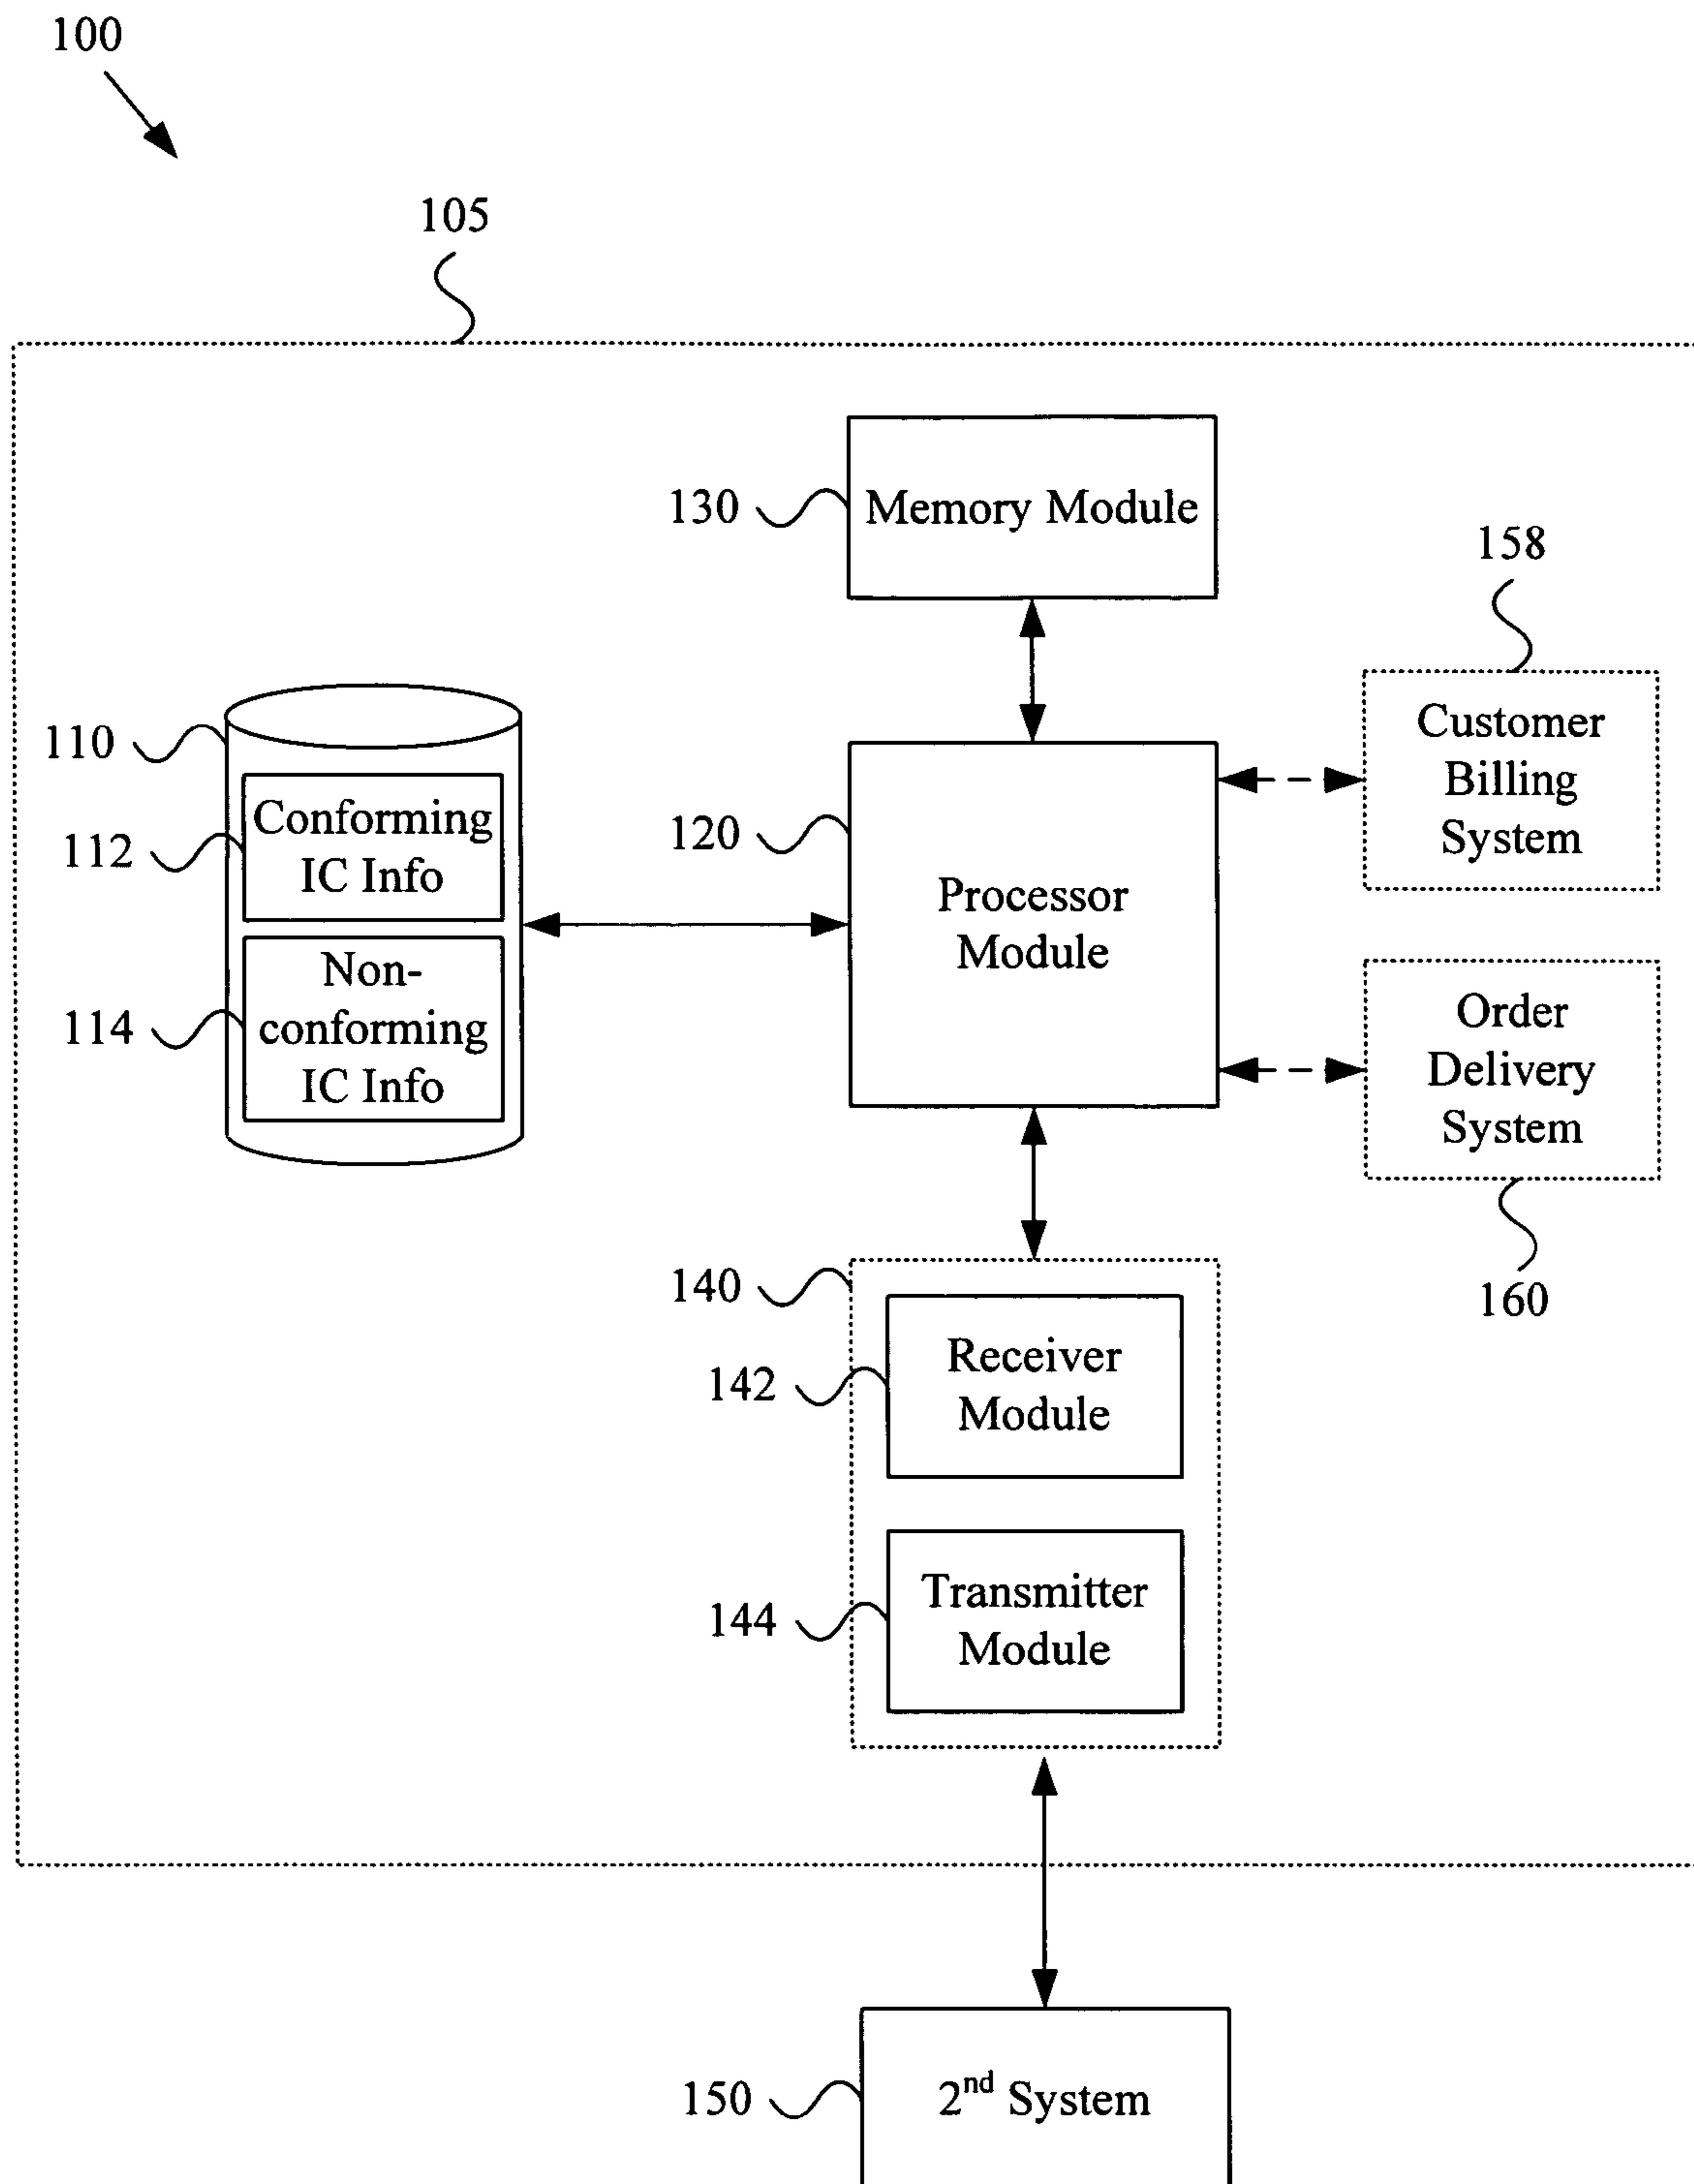 100
105
130
Memory Module
158
Customer
Billing
System
110
Conforming
IC Info
112
120
Processor
Module
Non-
conforming
IC Info
114
Order
Delivery
System
160
140
Receiver
Module
142
Transmitter
Module
144
150
2nd System